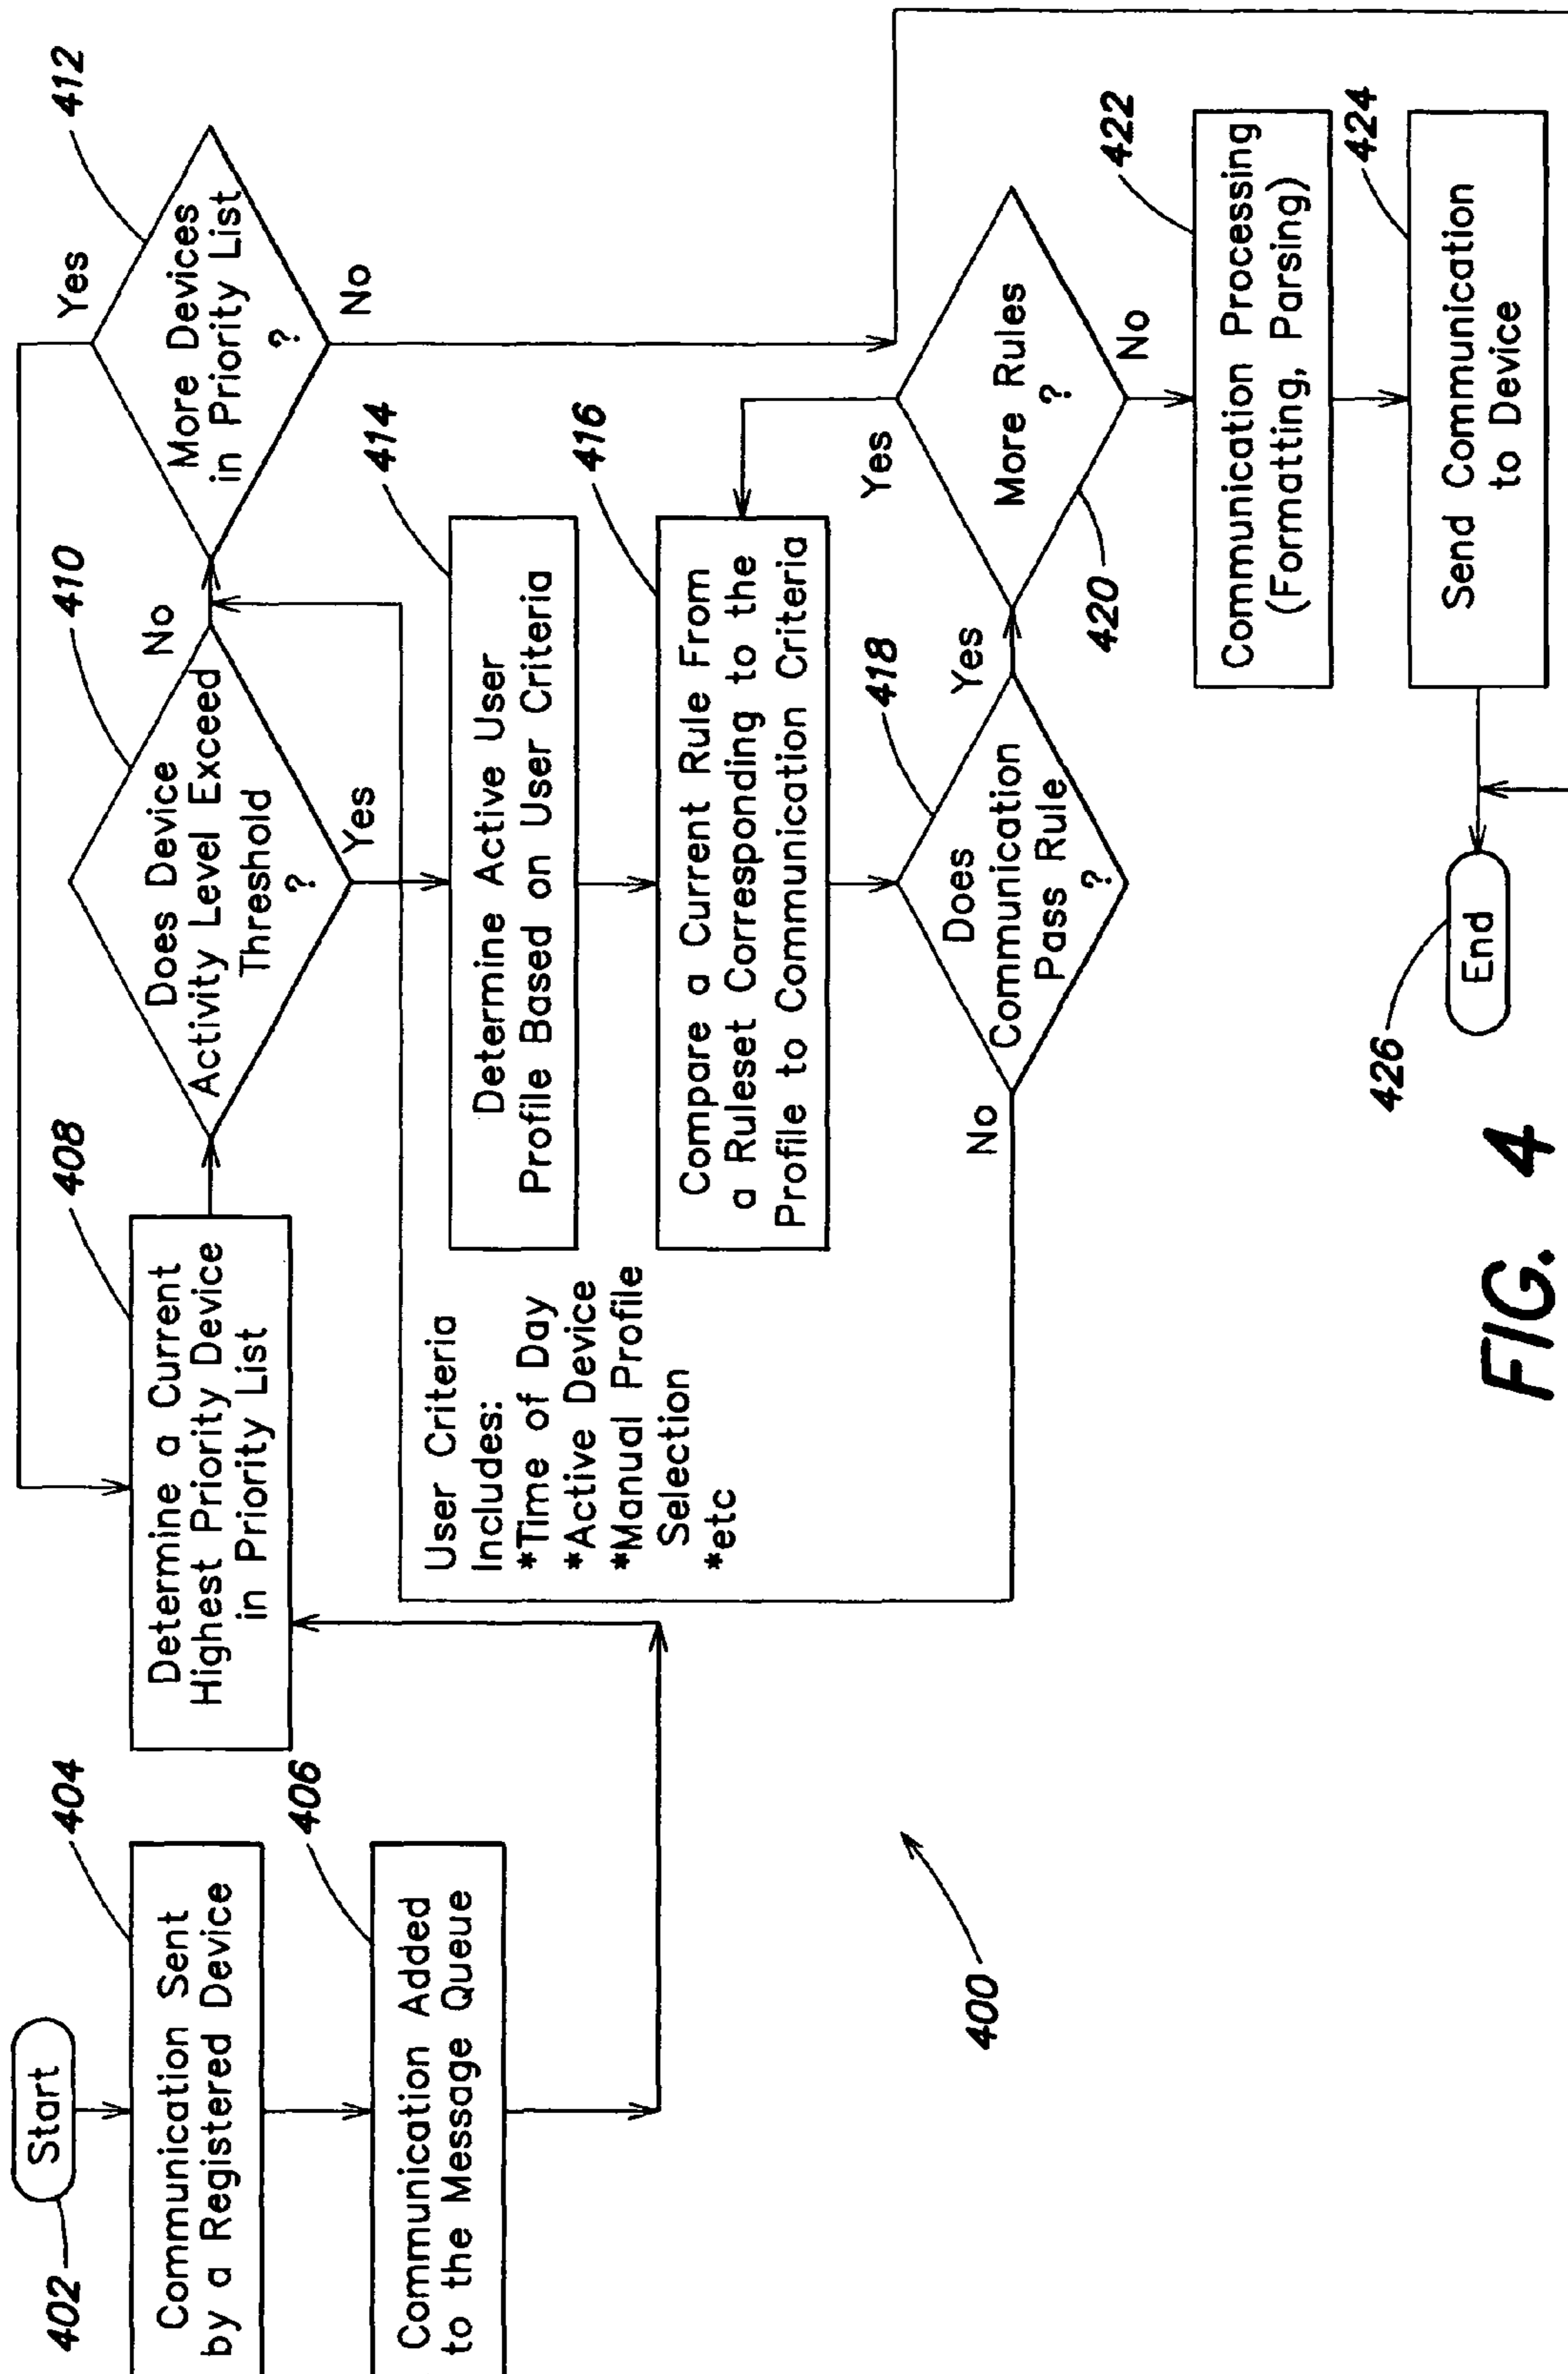 402
Start
404
Communication Sent
by a Registered Device
406
Communication Added
to the Message Queue
408
Determine a Current
Highest Priority Device
in Priority List
410
Does Device
Activity Level Exceed
Threshold
?
No
Yes
412
More Devices
in Priority List
?
Yes
No
User Criteria
Includes:
*Time of Day
*Active Device
*Manual Profile
Selection
*etc
414
Determine Active User
Profile Based on User Criteria
416
Compare a Current Rule From
a Ruleset Corresponding to the
Profile to Communication Criteria
418
Does
Communication
Pass Rule
?
No
Yes
420
More Rules
?
Yes
No
422
Communication Processing
(Formatting, Parsing)
424
Send Communication
to Device
426
End
400
FIG. 4